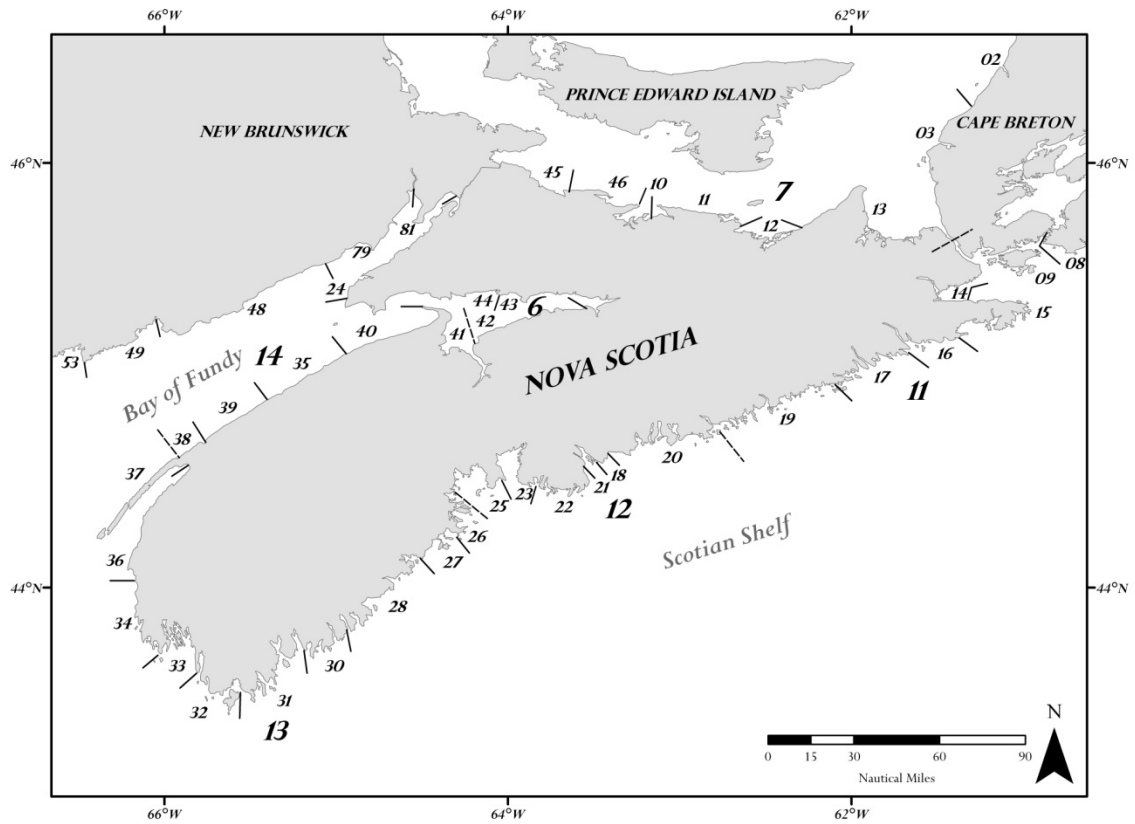 66°W 64°W 62°W
02
PRINCE EDWARD ISLAND
CAPE BRETON
NEW BRUNSWICK
03
46°N 46°N
45 46 10 11 7
12 13
81
79
24
08
09
14
15
48
44 43 6
42
41
40
49
53
14
35
NOVA SCOTIA
16
17 11
Bay of Fundy
39
19
38
20
37
18
21
25 23 22 12
26
27
Scotian Shelf
36
44°N 44°N
28
34
33
30
31
32
13
N
0 15 30 60 90
Nautical Miles
66°W 64°W 62°W